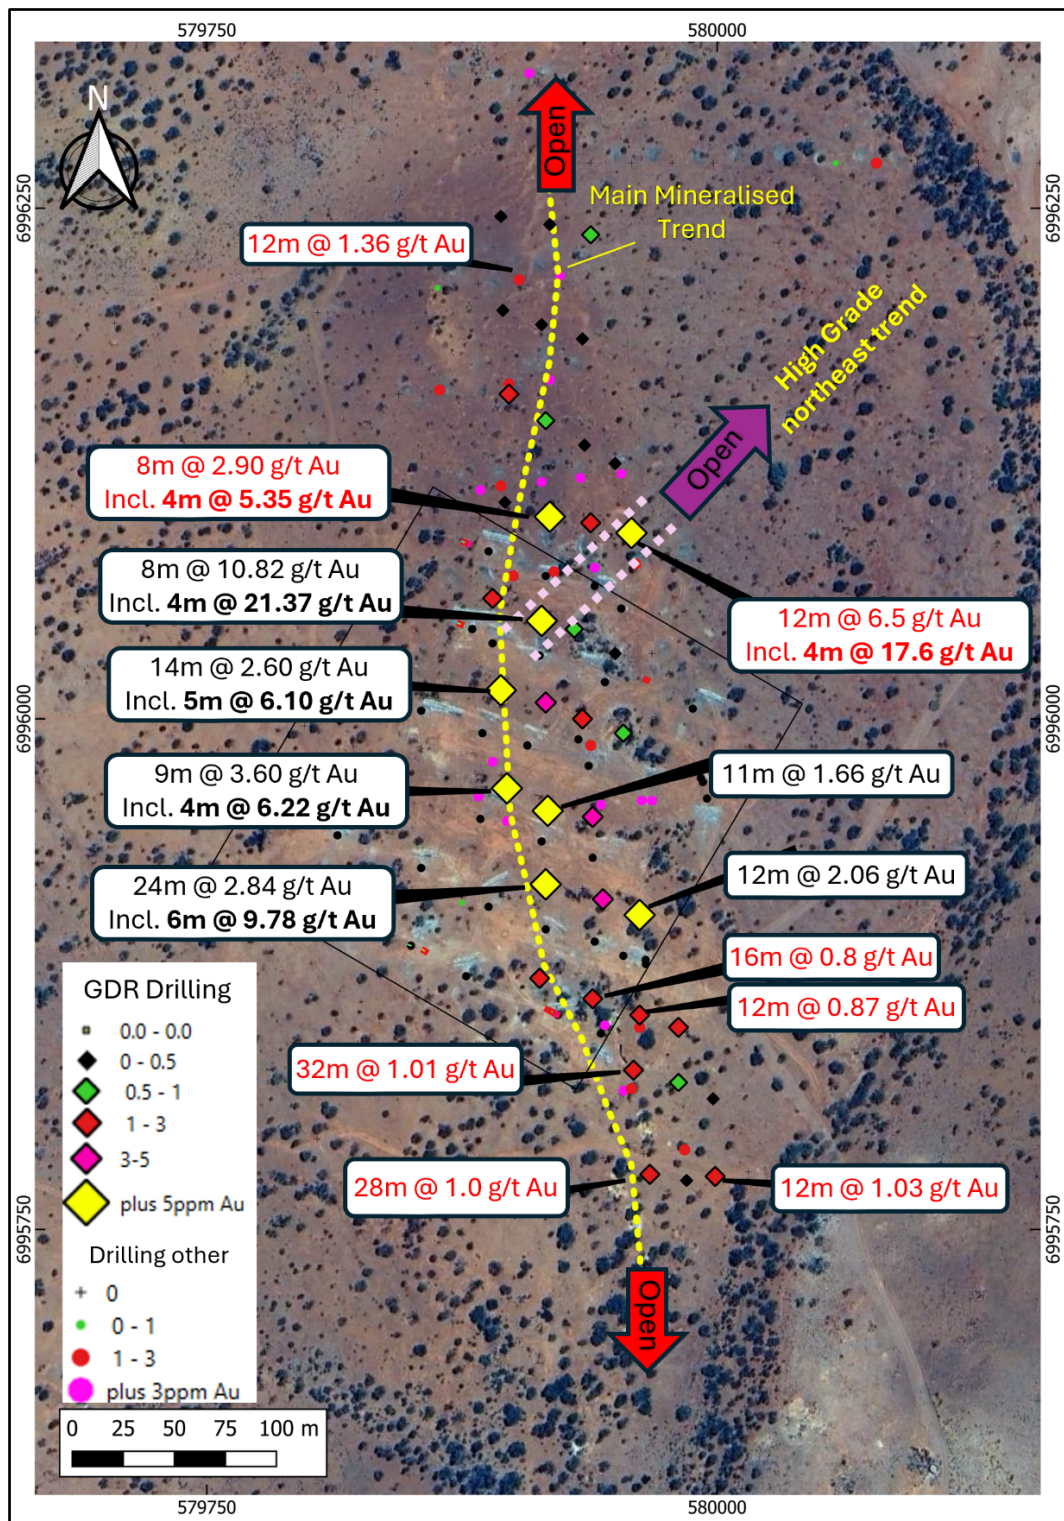 579750
580000
N
Open
6996250
6996250
Main Mineralised
Trend
12m @ 1.36 g/t Au
High Grade
northeast trend
Open
8m @ 2.90 g/t Au
Incl. 4m @ 5.35 g/t Au
8m @ 10.82 g/t Au
Incl. 4m @ 21.37 g/t Au
12m @ 6.5 g/t Au
Incl. 4m @ 17.6 g/t Au
14m @ 2.60 g/t Au
Incl. 5m @ 6.10 g/t Au
6996000
6996000
9m @ 3.60 g/t Au
Incl. 4m @ 6.22 g/t Au
11m @ 1.66 g/t Au
24m @ 2.84 g/t Au
Incl. 6m @ 9.78 g/t Au
12m @ 2.06 g/t Au
16m @ 0.8 g/t Au
12m @ 0.87 g/t Au
32m @ 1.01 g/t Au
28m @ 1.0 g/t Au
12m @ 1.03 g/t Au
6995750
6995750
Open
GDR Drilling
0.0 - 0.0
0 - 0.5
0.5 - 1
1 - 3
3-5
plus 5ppm Au
Drilling other
0
0 - 1
1 - 3
plus 3ppm Au
0 25 50 75 100 m
579750
580000